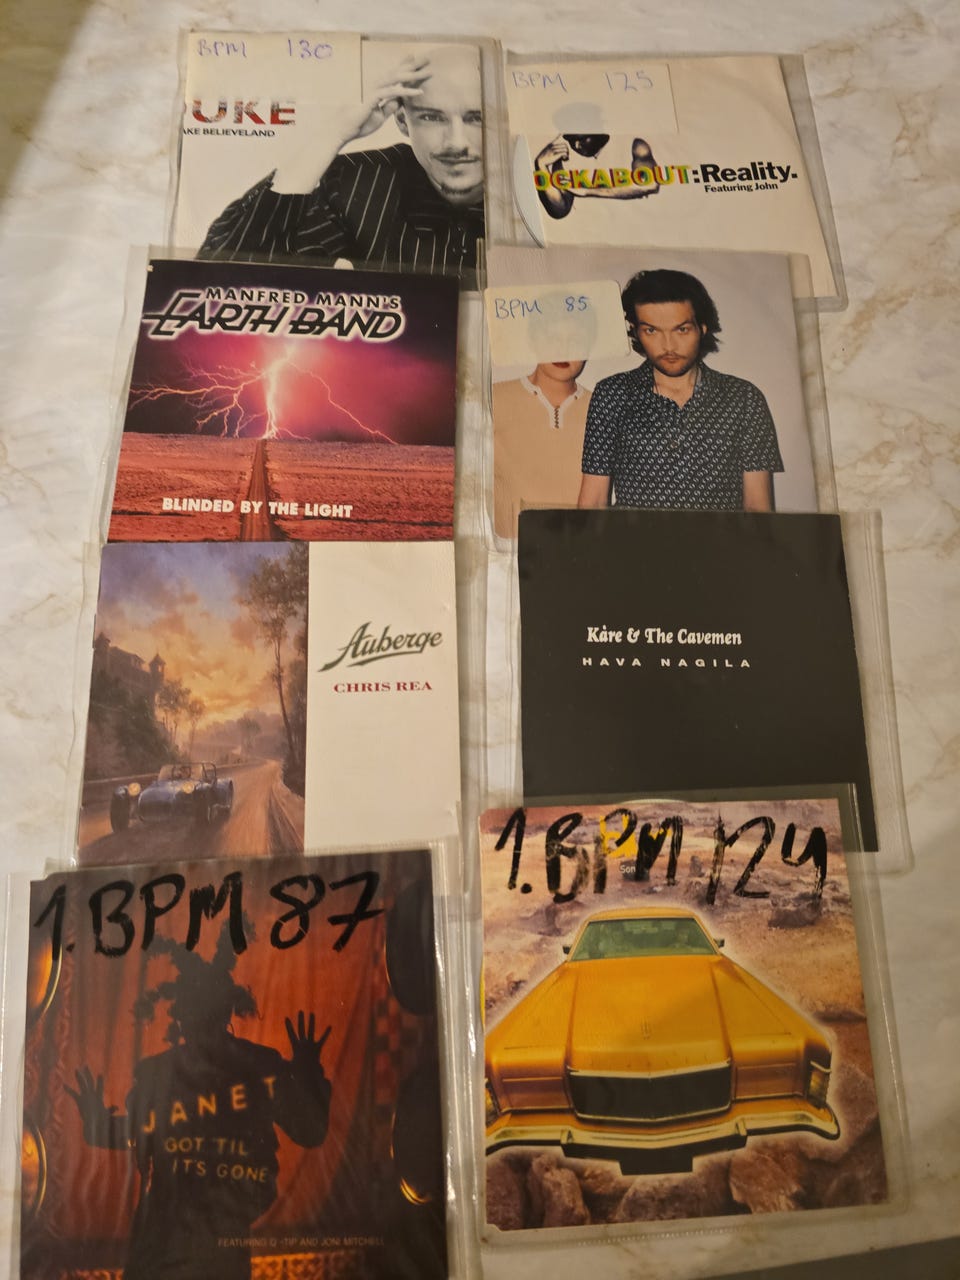 BPM 130
UKE
AKE BELIEVELAND
BPM 125
OCKABOUT:Reality.
Featuring John
MANFRED MANN'S
EARTH BAND
BLINDED BY THE LIGHT
BPM 85
Auberge
CHRIS REA
Kåre & The Cavemen
HAVA NAGILA
1.BPM 87
JANET
GOT 'TIL
IT'S GONE
FEATURING Q-TIP AND JONI MITCHELL
1.BPM 124
Son